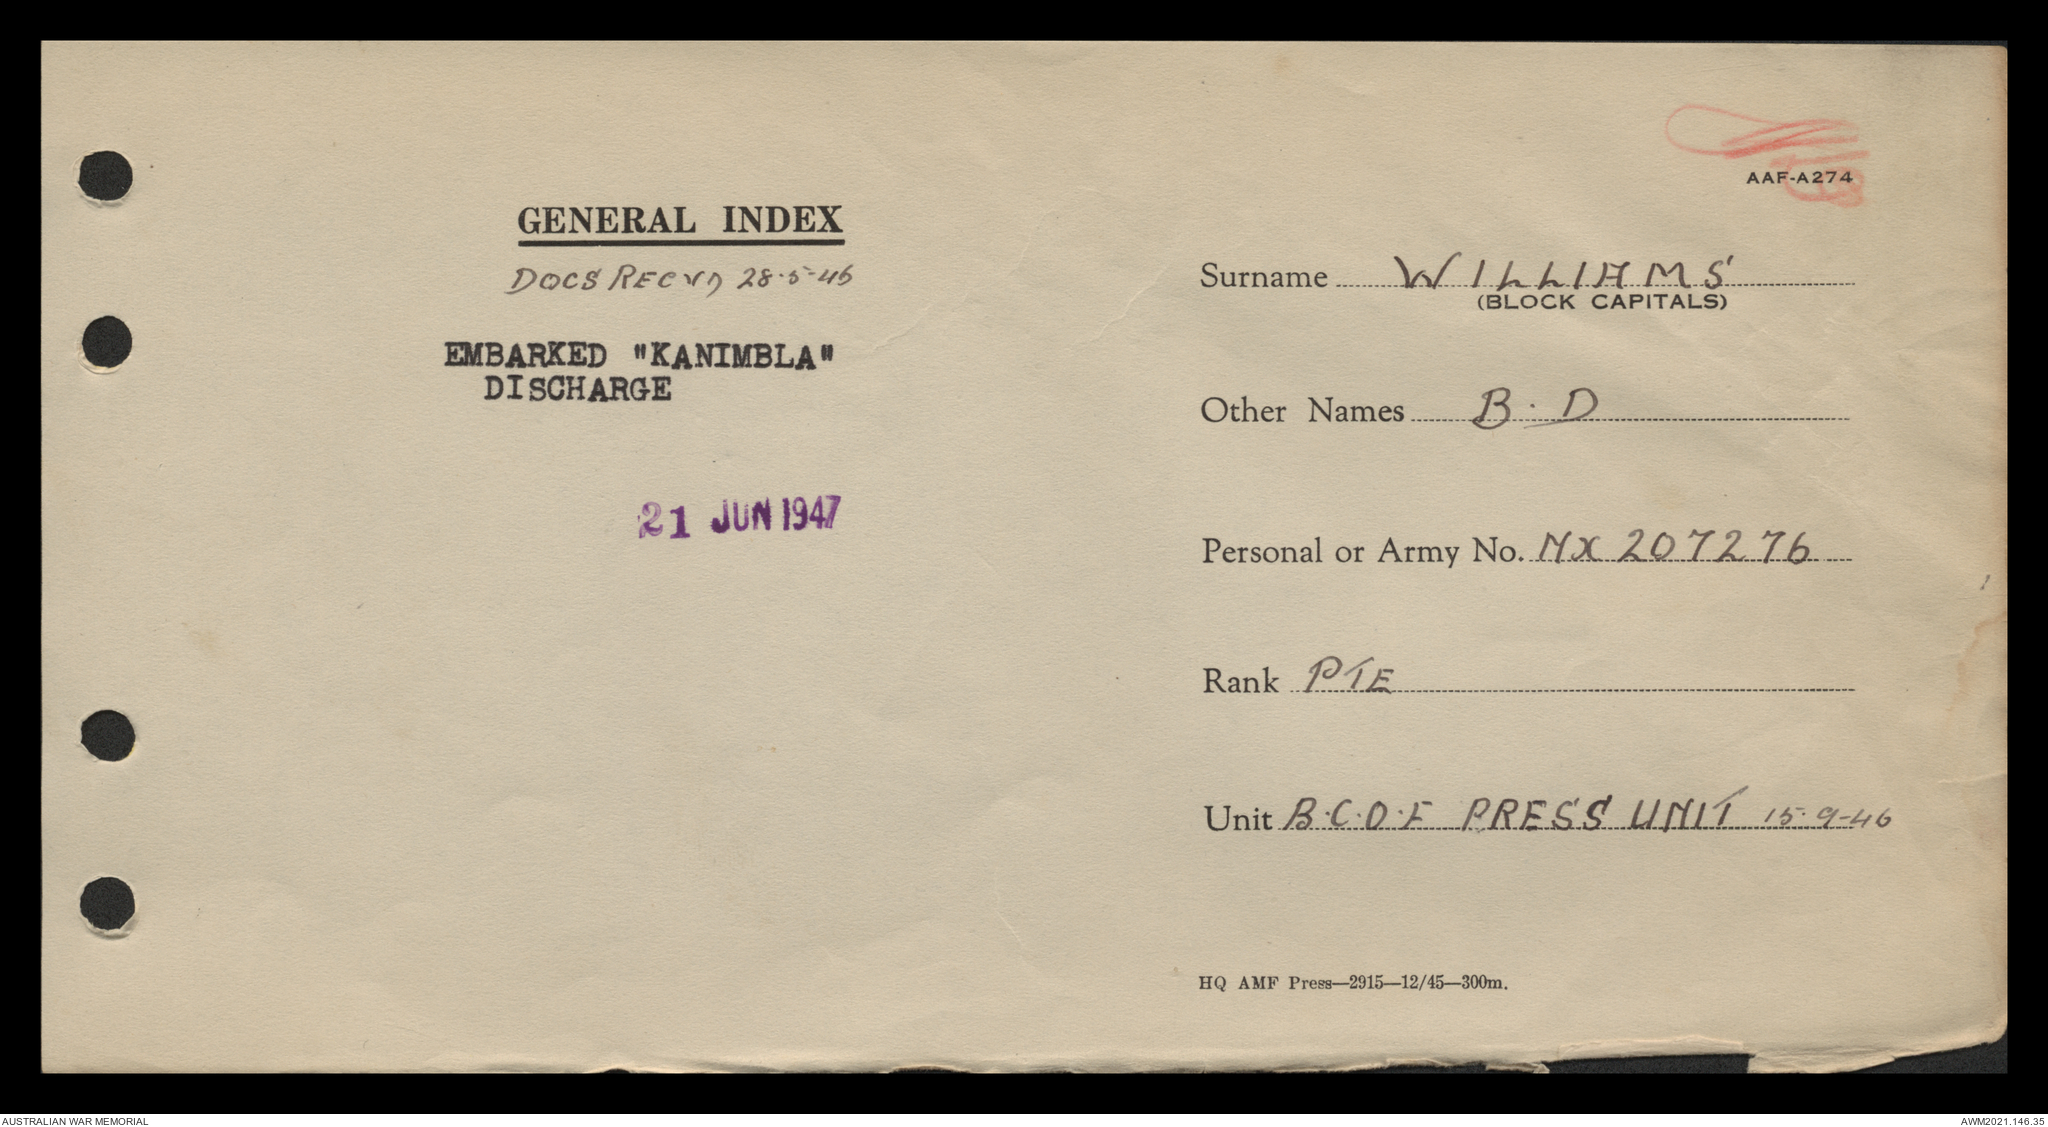 AAF-A274
GENERAL INDEX
DOCS RECVD 28-5-46
EMBARKED "KANIMBLA"
DISCHARGE
21 JUN 1947
Surname WILLIAMS
(BLOCK CAPITALS)
Other Names B. D
Personal or Army No. NX 207276
Rank PTE
Unit B.C.O.F PRESS UNIT 15-9-46
HQ AMF Press—2915—12/45—300m.
AUSTRALIAN WAR MEMORIAL
AWM2021.146.35